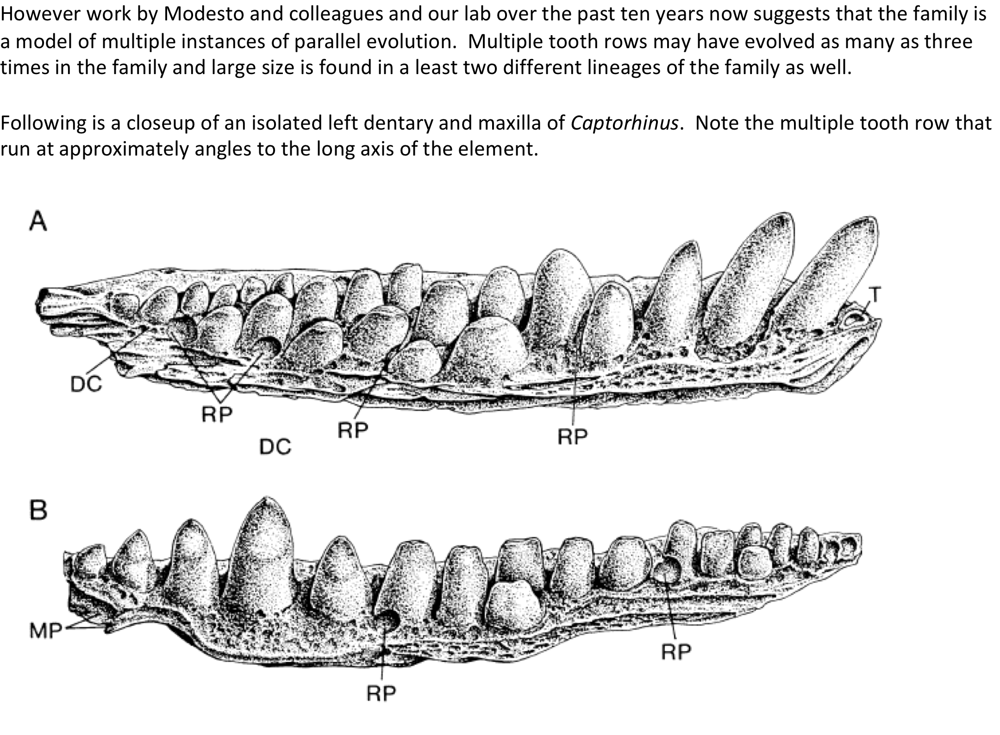 However work by Modesto and colleagues and our lab over the past ten years now suggests that the family is
a model of multiple instances of parallel evolution.  Multiple tooth rows may have evolved as many as three
times in the family and large size is found in a least two different lineages of the family as well.
Following is a closeup of an isolated left dentary and maxilla of Captorhinus.  Note the multiple tooth row that
run at approximately angles to the long axis of the element.
A
T
DC
RP
RP
RP
DC
B
MP
RP
RP